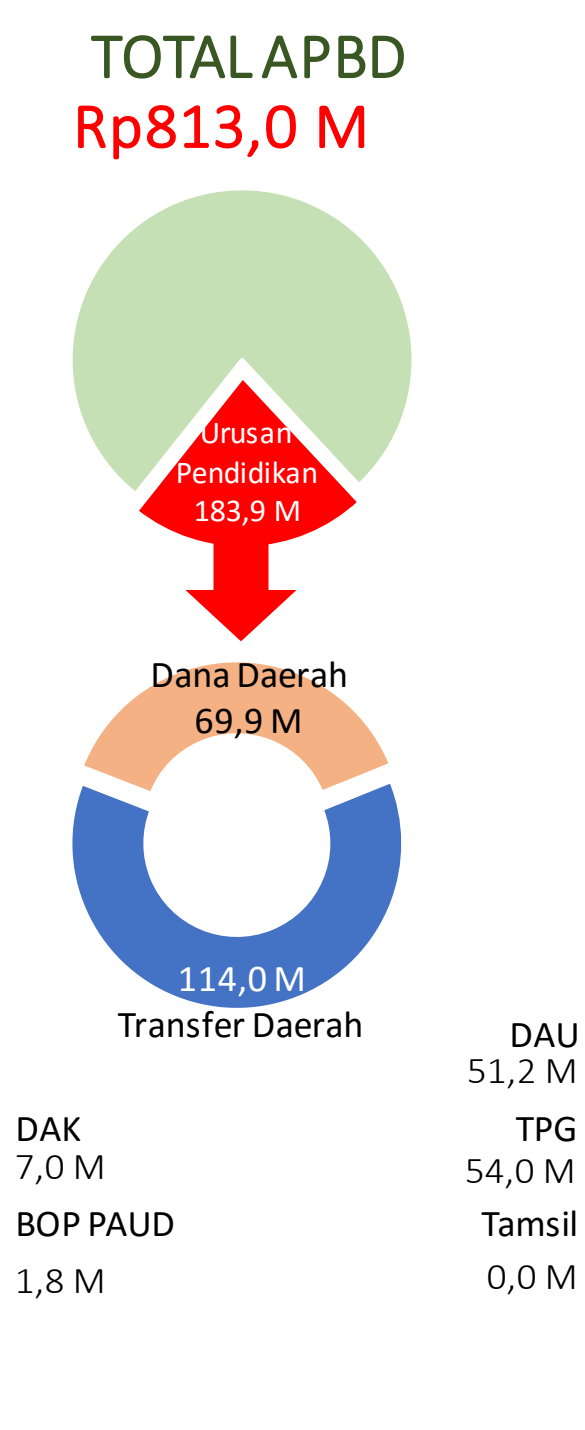 TOTAL APBD
Rp813,0 M
Urusan
Pendidikan
183,9 M
Dana Daerah
69,9 M
114,0 M
Transfer Daerah
DAU
51,2 M
DAK
7,0 M
TPG
54,0 M
BOP PAUD
1,8 M
Tamsil
0,0 M